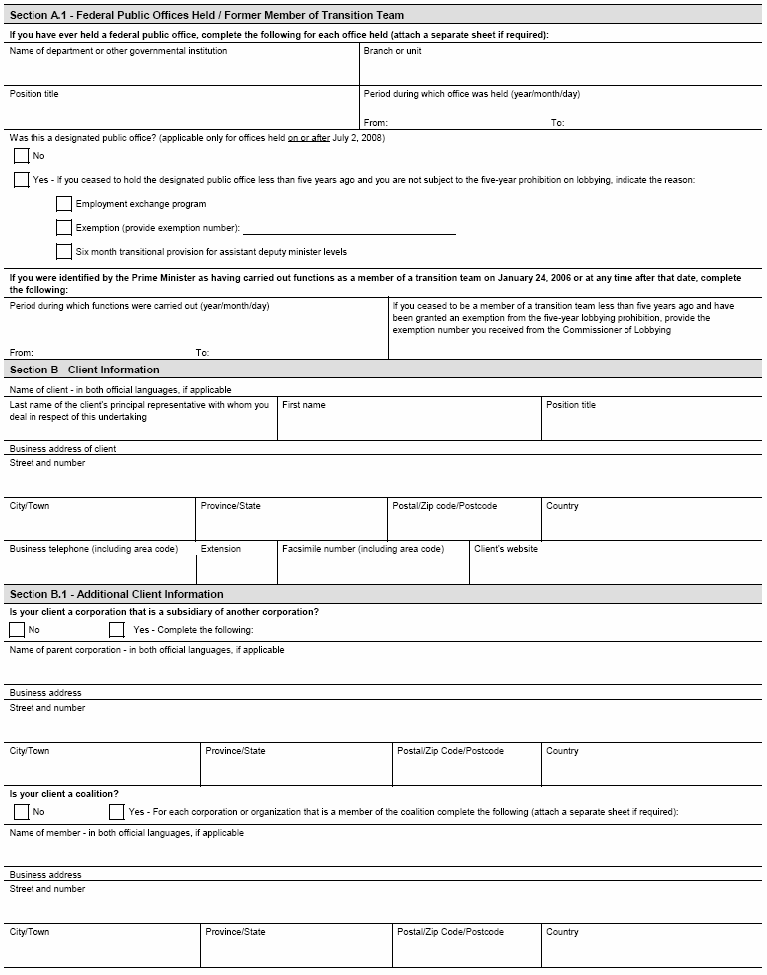 Section A.1 - Federal Public Offices Held / Former Member of Transition Team
If you have ever held a federal public office, complete the following for each office held (attach a separate sheet if required):
Name of department or other governmental institution
Branch or unit
Position title
Period during which office was held (year/month/day)
From: To:
Was this a designated public office? (applicable only for offices held on or after July 2, 2008)
No
Yes - If you ceased to hold the designated public office less than five years ago and you are not subject to the five-year prohibition on lobbying, indicate the reason:
Employment exchange program
Exemption (provide exemption number):
Six month transitional provision for assistant deputy minister levels
If you were identified by the Prime Minister as having carried out functions as a member of a transition team on January 24, 2006 or at any time after that date, complete
the following:
Period during which functions were carried out (year/month/day)
From: To:
If you ceased to be a member of a transition team less than five years ago and have
been granted an exemption from the five-year lobbying prohibition, provide the
exemption number you received from the Commissioner of Lobbying
Section B Client Information
Name of client - in both official languages, if applicable
Last name of the client's principal representative with whom you
deal in respect of this undertaking
First name
Position title
Business address of client
Street and number
City/Town
Province/State
Postal/Zip code/Postcode
Country
Business telephone (including area code)
Extension
Facsimile number (including area code)
Client's website
Section B.1 - Additional Client Information
Is your client a corporation that is a subsidiary of another corporation?
No
Yes - Complete the following:
Name of parent corporation - in both official languages, if applicable
Business address
Street and number
City/Town
Province/State
Postal/Zip Code/Postcode
Country
Is your client a coalition?
No
Yes - For each corporation or organization that is a member of the coalition complete the following (attach a separate sheet if required):
Name of member - in both official languages, if applicable
Business address
Street and number
City/Town
Province/State
Postal/Zip Code/Postcode
Country